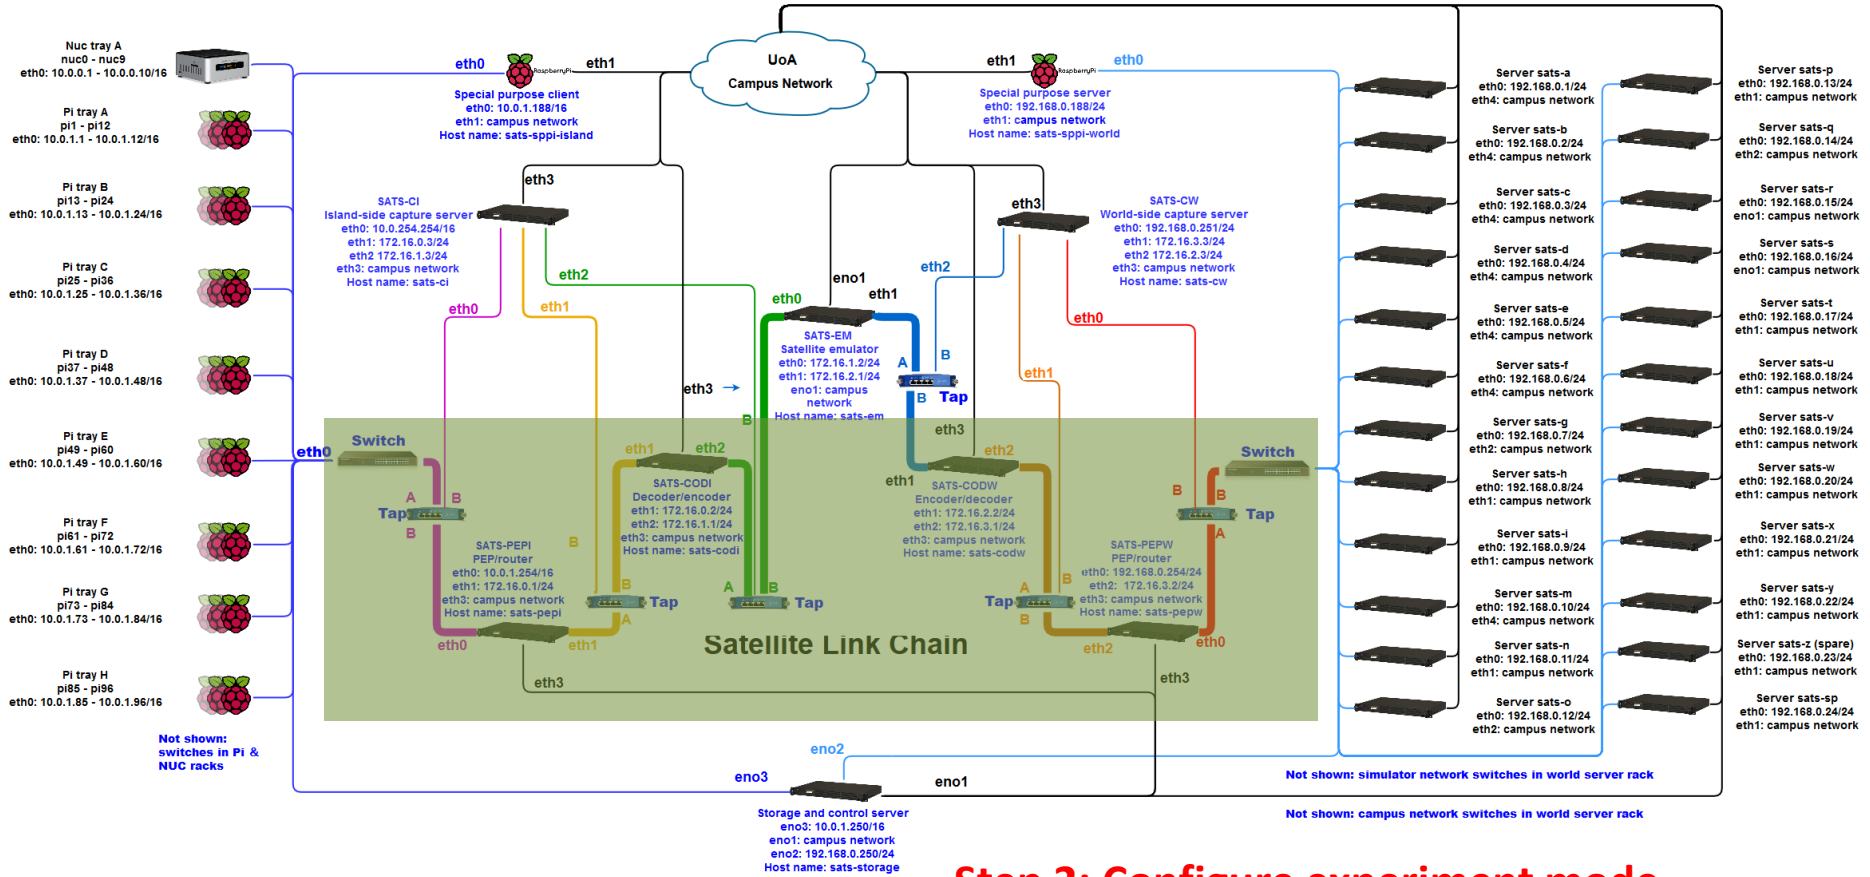 Nuc tray A
nuc0 - nuc9
eth0: 10.0.0.1 - 10.0.0.10/16
Pi tray A
pi1 - pi12
eth0: 10.0.1.1 - 10.0.1.12/16
Pi tray B
pi13 - pi24
eth0: 10.0.1.13 - 10.0.1.24/16
Pi tray C
pi25 - pi36
eth0: 10.0.1.25 - 10.0.1.36/16
Pi tray D
pi37 - pi48
eth0: 10.0.1.37 - 10.0.1.48/16
Pi tray E
pi49 - pi60
eth0: 10.0.1.49 - 10.0.1.60/16
Pi tray F
pi61 - pi72
eth0: 10.0.1.61 - 10.0.1.72/16
Pi tray G
pi73 - pi84
eth0: 10.0.1.73 - 10.0.1.84/16
Pi tray H
pi85 - pi96
eth0: 10.0.1.85 - 10.0.1.96/16
Not shown:
switches in Pi &
NUC racks
eth0
RaspberryPi
eth1
Special purpose client
eth0: 10.0.1.188/16
eth1: campus network
Host name: sats-sppi-island
UoA
Campus Network
eth1
RaspberryPi
eth0
Special purpose server
eth0: 192.168.0.188/24
eth1: campus network
Host name: sats-sppi-world
eth3
SATS-CI
Island-side capture server
eth0: 10.0.254.254/16
eth1: 172.16.0.3/24
eth2 172.16.1.3/24
eth3: campus network
Host name: sats-ci
eth2
eth1
eth0
eth3
SATS-CW
World-side capture server
eth0: 192.168.0.251/24
eth1: 172.16.3.3/24
eth2 172.16.2.3/24
eth3: campus network
Host name: sats-cw
eth2
eth0
eth1
eno1
eth0
eth1
SATS-EM
Satellite emulator
eth0: 172.16.1.2/24
eth1: 172.16.2.1/24
eno1: campus
network
Host name: sats-em
A
B
B
Tap
eth3
B
eth0
Switch
A
B
Tap
B
SATS-PEPI
PEP/router
eth0: 10.0.1.254/16
eth1: 172.16.0.1/24
eth3: campus network
Host name: sats-pepi
eth0
eth1
eth3
B
B
Tap
A
eth1
eth2
SATS-CODI
Decoder/encoder
eth1: 172.16.0.2/24
eth2: 172.16.1.1/24
eth3: campus network
Host name: sats-codi
A
B
Tap
eth3
eth2
eth1
SATS-CODW
Encoder/decoder
eth1: 172.16.2.2/24
eth2: 172.16.3.1/24
eth3: campus network
Host name: sats-codw
A
B
Tap
B
SATS-PEPW
PEP/router
eth0: 192.168.0.254/24
eth2: 172.16.3.2/24
eth3: campus network
Host name: sats-pepw
eth2
eth0
eth3
Switch
B
B
Tap
A
Satellite Link Chain
eno2
eno3
eno1
Storage and control server
eno3: 10.0.1.250/16
eno1: campus network
eno2: 192.168.0.250/24
Host name: sats-storage
Server sats-a
eth0: 192.168.0.1/24
eth4: campus network
Server sats-b
eth0: 192.168.0.2/24
eth4: campus network
Server sats-c
eth0: 192.168.0.3/24
eth4: campus network
Server sats-d
eth0: 192.168.0.4/24
eth4: campus network
Server sats-e
eth0: 192.168.0.5/24
eth4: campus network
Server sats-f
eth0: 192.168.0.6/24
eth4: campus network
Server sats-g
eth0: 192.168.0.7/24
eth2: campus network
Server sats-h
eth0: 192.168.0.8/24
eth1: campus network
Server sats-i
eth0: 192.168.0.9/24
eth1: campus network
Server sats-m
eth0: 192.168.0.10/24
eth4: campus network
Server sats-n
eth0: 192.168.0.11/24
eth1: campus network
Server sats-o
eth0: 192.168.0.12/24
eth2: campus network
Server sats-p
eth0: 192.168.0.13/24
eth1: campus network
Server sats-q
eth0: 192.168.0.14/24
eth2: campus network
Server sats-r
eth0: 192.168.0.15/24
eno1: campus network
Server sats-s
eth0: 192.168.0.16/24
eno1: campus network
Server sats-t
eth0: 192.168.0.17/24
eth1: campus network
Server sats-u
eth0: 192.168.0.18/24
eth1: campus network
Server sats-v
eth0: 192.168.0.19/24
eth1: campus network
Server sats-w
eth0: 192.168.0.20/24
eth1: campus network
Server sats-x
eth0: 192.168.0.21/24
eth1: campus network
Server sats-y
eth0: 192.168.0.22/24
eth1: campus network
Server sats-z (spare)
eth0: 192.168.0.23/24
eth1: campus network
Server sats-sp
eth0: 192.168.0.24/24
eth1: campus network
Not shown: simulator network switches in world server rack
Not shown: campus network switches in world server rack
Configure experiment mode